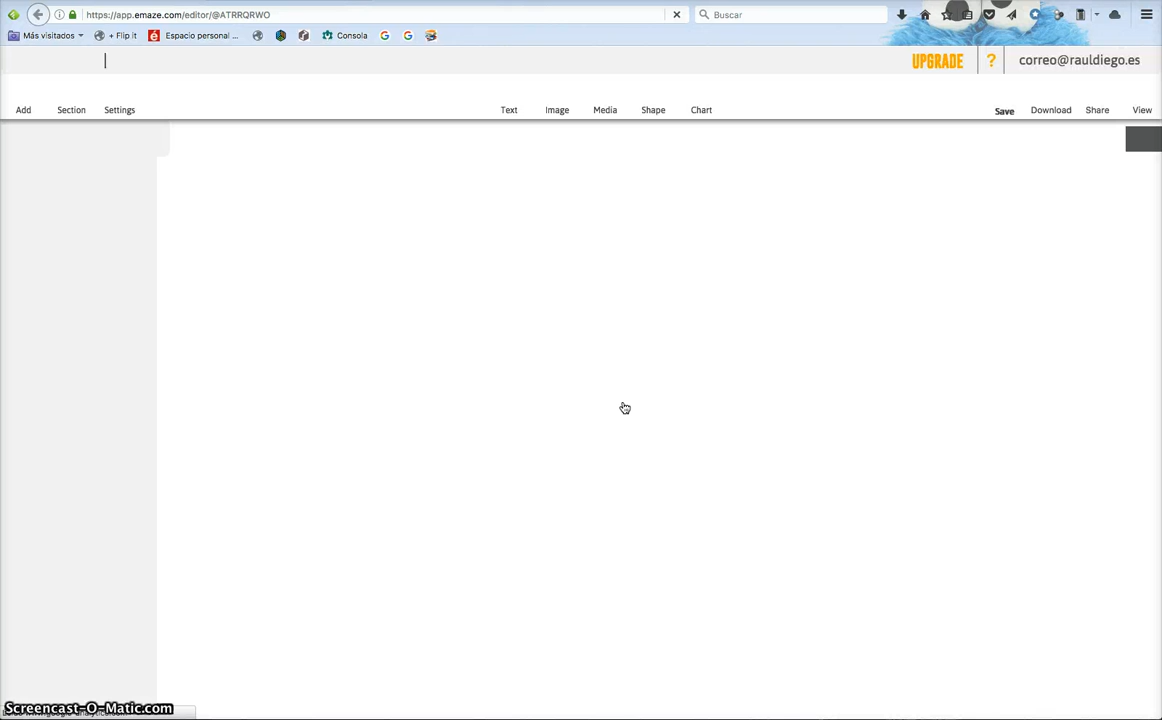 https://app.emaze.com/editor/@ATRRQRWO
Buscar
Más visitados
+ Flip it
Espacio personal ...
Consola
UPGRADE
?
correo@rauldiego.es
Add
Section
Settings
Text
Image
Media
Shape
Chart
Save
Download
Share
View
Screencast-O-Matic.com